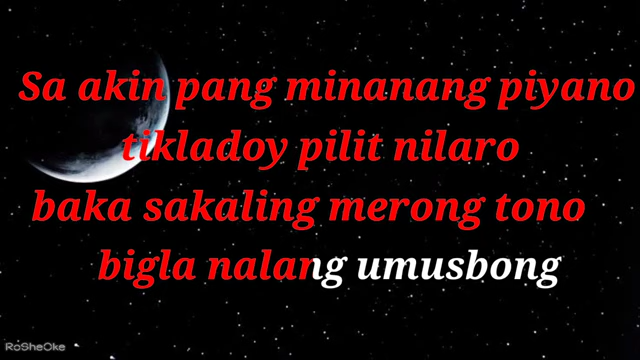 Sa akin pang minanang piyano
tikladoy pilit nilaro
baka sakaling merong tono
bigla nalang umusbong
RoSheOke